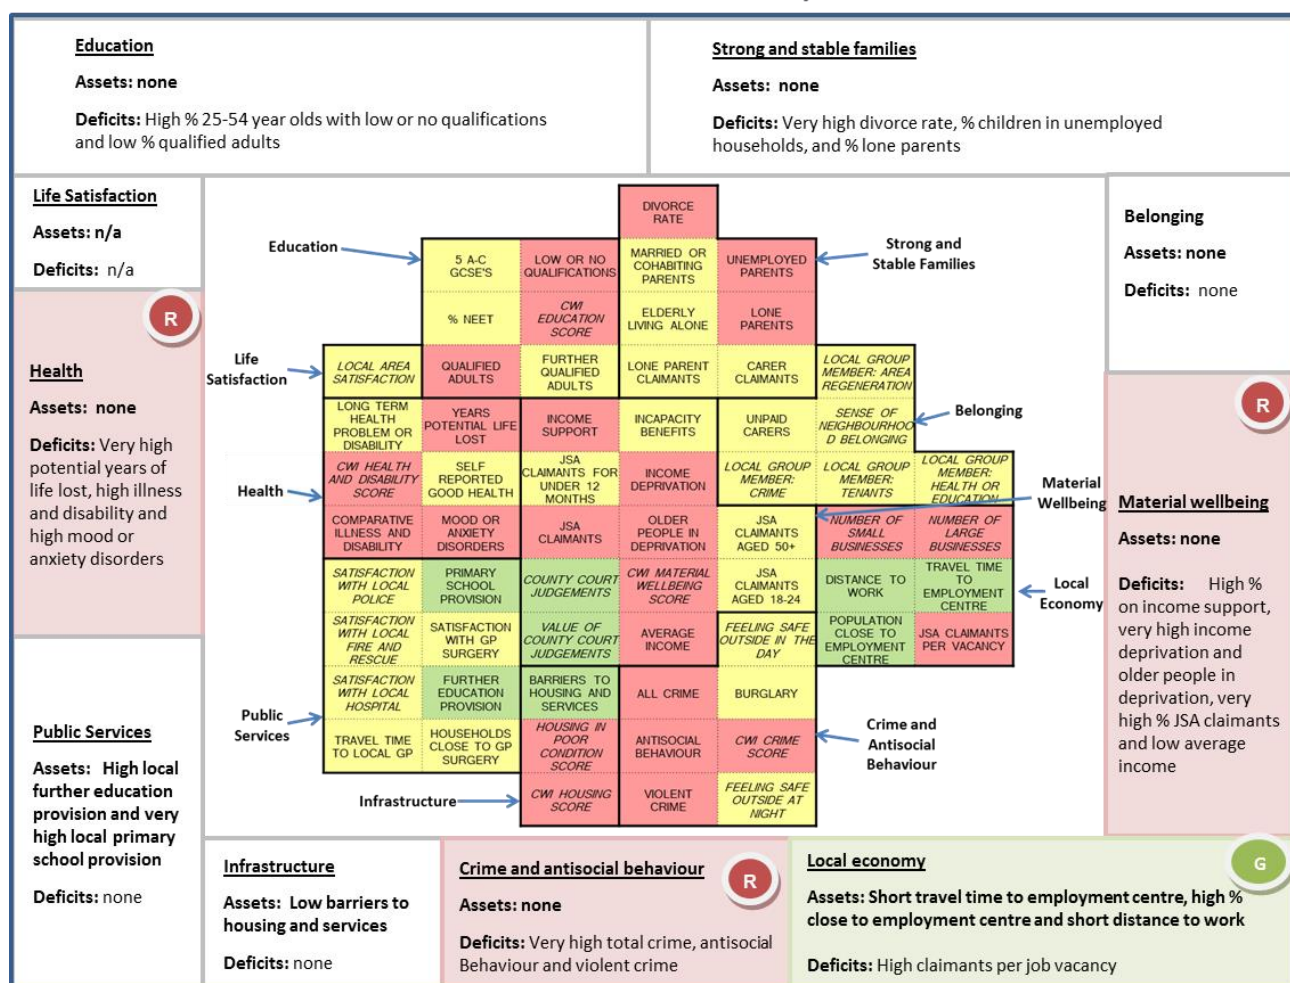 Education
Assets: none
Deficits: High % 25-54 year olds with low or no qualifications
and low % qualified adults
Strong and stable families
Assets: none
Deficits: Very high divorce rate, % children in unemployed
households, and % lone parents
Life Satisfaction
Assets: n/a
Deficits: n/a
R
Health
Assets: none
Deficits: Very high
potential years of
life lost, high illness
and disability and
high mood or
anxiety disorders
Public Services
Assets: High local
further education
provision and very
high local primary
school provision
Deficits: none
Education
Life
Satisfaction
Health
Public
Services
Infrastructure
DIVORCE
RATE
5 A-C
GCSE'S
LOW OR NO
QUALIFICATIONS
MARRIED OR
COHABITING
PARENTS
UNEMPLOYED
PARENTS
% NEET
CWI
EDUCATION
SCORE
ELDERLY
LIVING ALONE
LONE
PARENTS
LOCAL AREA
SATISFACTION
QUALIFIED
ADULTS
FURTHER
QUALIFIED
ADULTS
LONE PARENT
CLAIMANTS
CARER
CLAIMANTS
LOCAL GROUP
MEMBER: AREA
REGENERATION
LONG TERM
HEALTH
PROBLEM OR
DISABILITY
YEARS
POTENTIAL LIFE
LOST
INCOME
SUPPORT
INCAPACITY
BENEFITS
UNPAID
CARERS
SENSE OF
NEIGHBOURHOO
D BELONGING
CWI HEALTH
AND DISABILITY
SCORE
SELF
REPORTED
GOOD HEALTH
JSA
CLAIMANTS FOR
UNDER 12
MONTHS
INCOME
DEPRIVATION
LOCAL GROUP
MEMBER:
CRIME
LOCAL GROUP
MEMBER:
TENANTS
LOCAL GROUP
MEMBER:
HEALTH OR
EDUCATION
COMPARATIVE
ILLNESS AND
DISABILITY
MOOD OR
ANXIETY
DISORDERS
JSA
CLAIMANTS
OLDER
PEOPLE IN
DEPRIVATION
JSA
CLAIMANTS
AGED 50+
NUMBER OF
SMALL
BUSINESSES
NUMBER OF
LARGE
BUSINESSES
SATISFACTION
WITH LOCAL
POLICE
PRIMARY
SCHOOL
PROVISION
COUNTY COURT
JUDGEMENTS
CWI MATERIAL
WELLBEING
SCORE
JSA
CLAIMANTS
AGED 18-24
DISTANCE TO
WORK
TRAVEL TIME
TO
EMPLOYMENT
CENTRE
SATISFACTION
WITH LOCAL
FIRE AND
RESCUE
SATISFACTION
WITH GP
SURGERY
VALUE OF
COUNTY COURT
JUDGEMENTS
AVERAGE
INCOME
FEELING SAFE
OUTSIDE IN THE
DAY
POPULATION
CLOSE TO
EMPLOYMENT
CENTRE
JSA CLAIMANTS
PER VACANCY
SATISFACTION
WITH LOCAL
HOSPITAL
FURTHER
EDUCATION
PROVISION
BARRIERS TO
HOUSING AND
SERVICES
ALL CRIME
BURGLARY
TRAVEL TIME
TO LOCAL GP
HOUSEHOLDS
CLOSE TO GP
SURGERY
HOUSING IN
POOR
CONDITION
SCORE
ANTISOCIAL
BEHAVIOUR
CWI CRIME
SCORE
CWI HOUSING
SCORE
VIOLENT
CRIME
FEELING SAFE
OUTSIDE AT
NIGHT
Strong and
Stable Families
Belonging
Material
Wellbeing
Local
Economy
Crime and
Antisocial
Behaviour
Belonging
Assets: none
Deficits: none
R
Material wellbeing
Assets: none
Deficits: High %
on income support,
very high income
deprivation and
older people in
deprivation, very
high % JSA claimants
and low average
income
Infrastructure
Assets: Low barriers to
housing and services
Deficits: none
Crime and antisocial behaviour
R
Assets: none
Deficits: Very high total crime, antisocial
Behaviour and violent crime
Local economy
G
Assets: Short travel time to employment centre, high %
close to employment centre and short distance to work
Deficits: High claimants per job vacancy